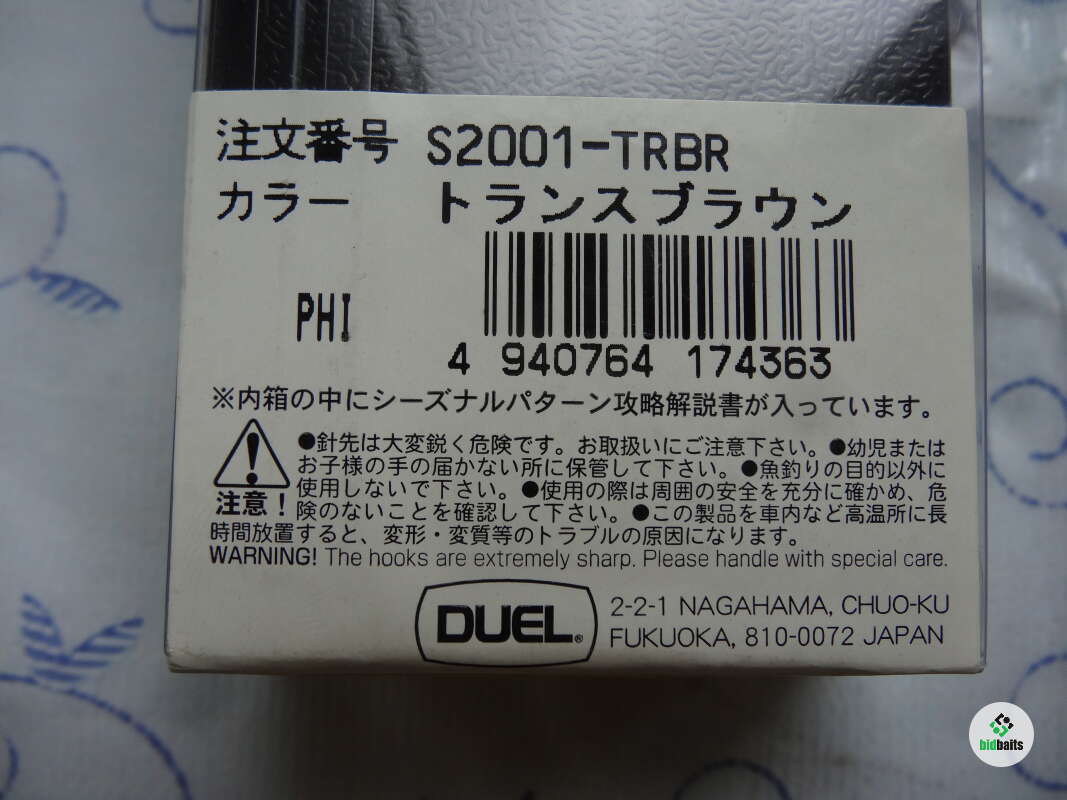 注文番号 S2001-TRBR
カラー トランスブラウン
PHI
4 940764 174363
※内箱の中にシーズナルパターン攻略解説書が入っています。
●針先は大変鋭く危険です。お取扱いにご注意下さい。●幼児または
お子様の手の届かない所に保管して下さい。●魚釣りの目的以外に
使用しないで下さい。●使用の際は周囲の安全を充分に確かめ、危
注意！ 険のないことを確認して下さい。●この製品を車内など高温所に長
時間放置すると、変形・変質等のトラブルの原因になります。
WARNING! The hooks are extremely sharp. Please handle with special care.
DUEL® 2-2-1 NAGAHAMA, CHUO-KU
FUKUOKA, 810-0072 JAPAN
bidbaits